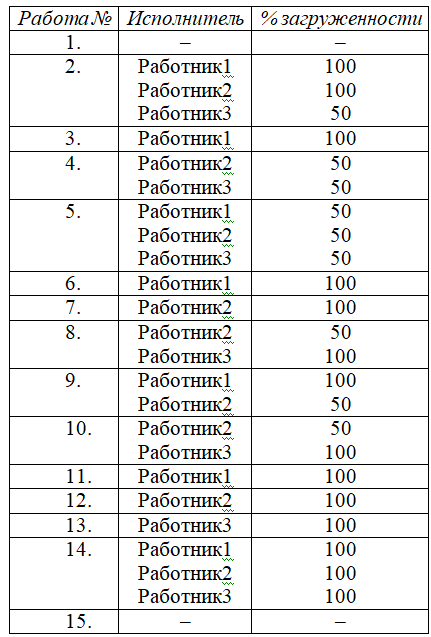 Работа№ Исполнитель % загруженности
1. – –
2. Работник1 100
Работник2 100
Работник3 50
3. Работник1 100
4. Работник2 50
Работник3 50
5. Работник1 50
Работник2 50
Работник3 50
6. Работник1 100
7. Работник2 100
8. Работник2 50
Работник3 100
9. Работник1 100
Работник2 50
10. Работник2 50
Работник3 100
11. Работник1 100
12. Работник2 100
13. Работник3 100
14. Работник1 100
Работник2 100
Работник3 100
15. – –